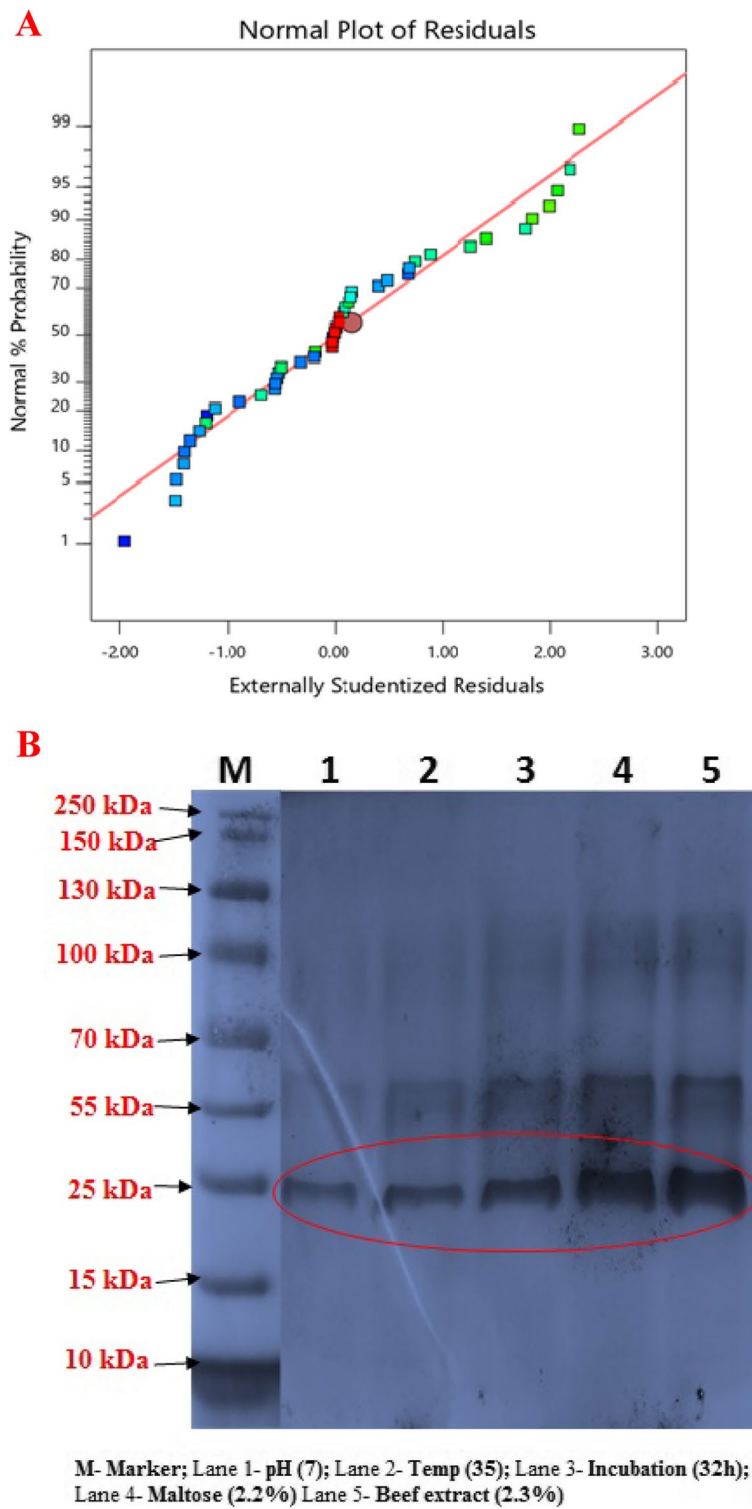 A
Normal Plot of Residuals
Normal % Probability
99
95
90
80
70
50
30
20
10
5
1
-2.00 -1.00 0.00 1.00 2.00 3.00
Externally Studentized Residuals
B
M 1 2 3 4 5
250 kDa
150 kDa
130 kDa
100 kDa
70 kDa
55 kDa
25 kDa
15 kDa
10 kDa
M- Marker; Lane 1- pH (7); Lane 2- Temp (35); Lane 3- Incubation (32h);
Lane 4- Maltose (2.2%) Lane 5- Beef extract (2.3%)